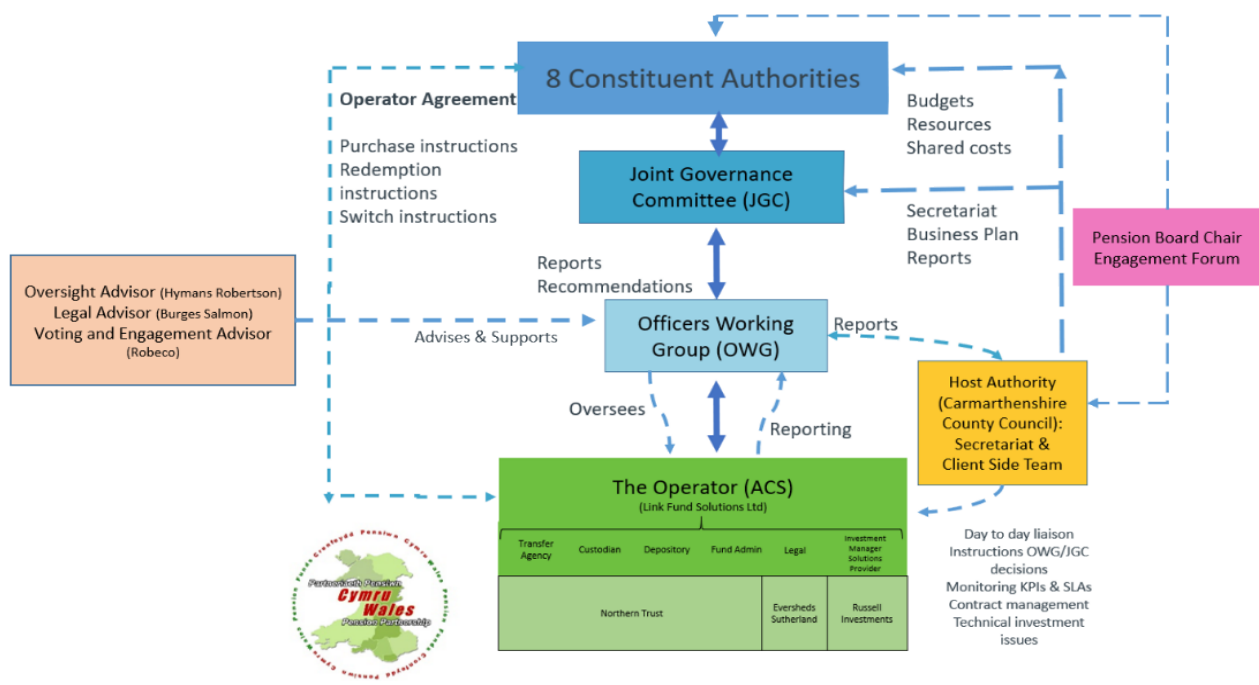 8 Constituent Authorities
Operator Agreement
Purchase instructions
Redemption
instructions
Switch instructions
Budgets
Resources
Shared costs
Joint Governance
Committee (JGC)
Secretariat
Business Plan
Reports
Pension Board Chair
Engagement Forum
Oversight Advisor (Hymans Robertson)
Legal Advisor (Burges Salmon)
Voting and Engagement Advisor
(Robeco)
Advises & Supports
Reports
Recommendations
Officers Working
Group (OWG)
Reports
Host Authority
(Carmarthenshire
County Council):
Secretariat &
Client Side Team
Oversees
Reporting
The Operator (ACS)
(Link Fund Solutions Ltd)
Transfer
Agency
Custodian
Depository
Fund Admin
Legal
Investment
Manager
Solutions
Provider
Northern Trust
Eversheds
Sutherland
Russell
Investments
Day to day liaison
Instructions OWG/JGC
decisions
Monitoring KPIs & SLAs
Contract management
Technical investment
issues
Partneriaeth Pensiwn
Cymru
Wales
Pension Partnership